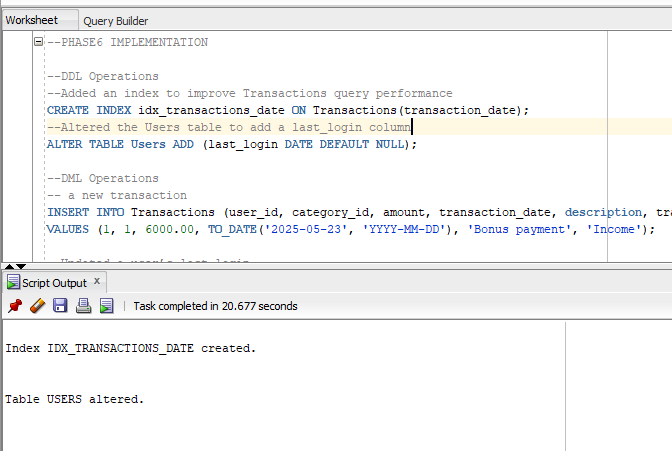 Worksheet Query Builder
--PHASE6 IMPLEMENTATION
--DDL Operations
--Added an index to improve Transactions query performance
CREATE INDEX idx_transactions_date ON Transactions(transaction_date);
--Altered the Users table to add a last_login column
ALTER TABLE Users ADD (last_login DATE DEFAULT NULL);
--DML Operations
-- a new transaction
INSERT INTO Transactions (user_id, category_id, amount, transaction_date, description, tra
VALUES (1, 1, 6000.00, TO_DATE('2025-05-23', 'YYYY-MM-DD'), 'Bonus payment', 'Income');
Script Output x
Task completed in 20.677 seconds
Index IDX_TRANSACTIONS_DATE created.
Table USERS altered.